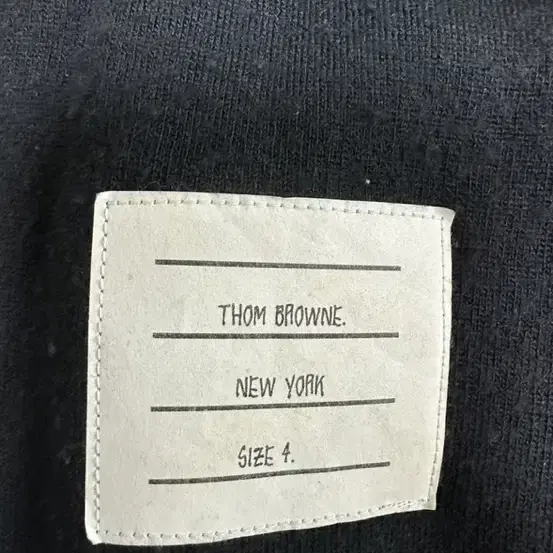 THOM BROWNE.
NEW YORK
SIZE 4.